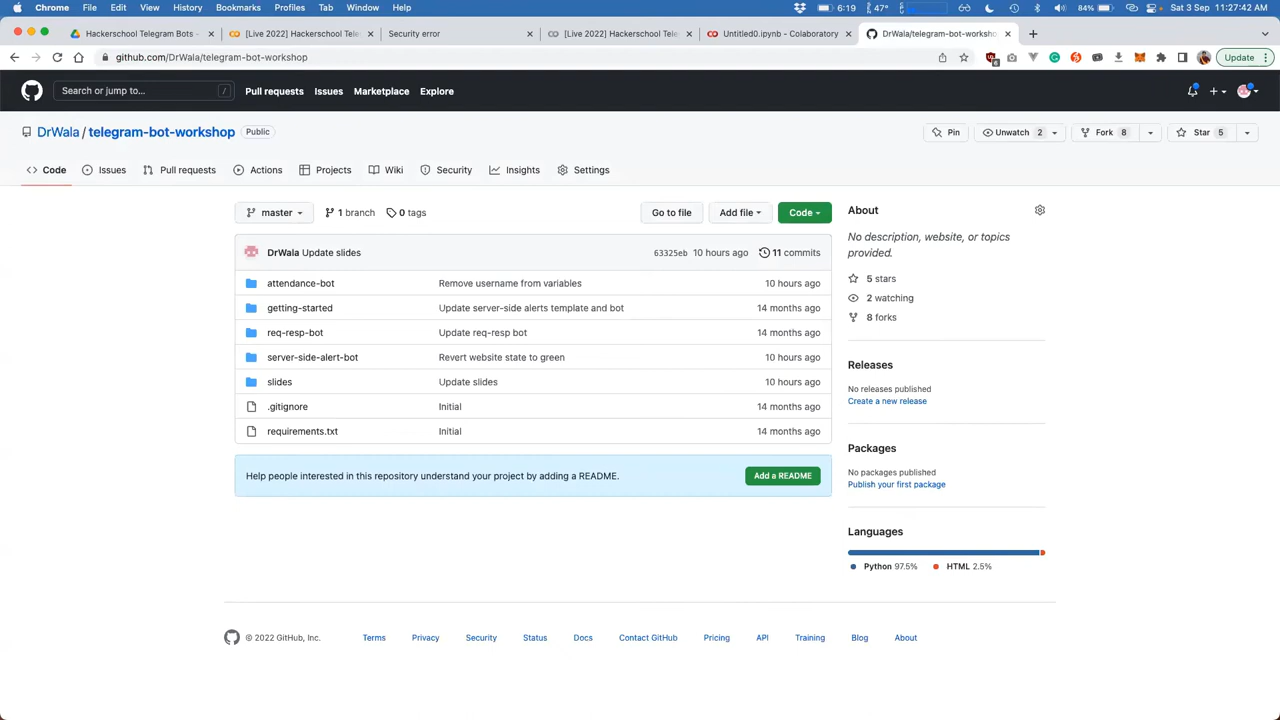 Chrome File Edit View History Bookmarks Profiles Tab Window Help 6:19 47° 84% Sat 3 Sep 11:27:42 AM
Hackerschool Telegram Bots - [Live 2022] Hackerschool Tele Security error [Live 2022] Hackerschool Tele Untitled0.ipynb - Colaboratory DrWala/telegram-bot-worksho
github.com/DrWala/telegram-bot-workshop 6 Update
Search or jump to... / Pull requests Issues Marketplace Explore
DrWala / telegram-bot-workshop Public Pin Unwatch 2 Fork 8 Star 5
Code Issues Pull requests Actions Projects Wiki Security Insights Settings
master 1 branch 0 tags Go to file Add file Code
DrWala Update slides 63325eb 10 hours ago 11 commits
attendance-bot Remove username from variables 10 hours ago
getting-started Update server-side alerts template and bot 14 months ago
req-resp-bot Update req-resp bot 14 months ago
server-side-alert-bot Revert website state to green 10 hours ago
slides Update slides 10 hours ago
.gitignore Initial 14 months ago
requirements.txt Initial 14 months ago
Help people interested in this repository understand your project by adding a README. Add a README
About
No description, website, or topics
provided.
5 stars
2 watching
8 forks
Releases
No releases published
Create a new release
Packages
No packages published
Publish your first package
Languages
Python 97.5% HTML 2.5%
© 2022 GitHub, Inc. Terms Privacy Security Status Docs Contact GitHub Pricing API Training Blog About